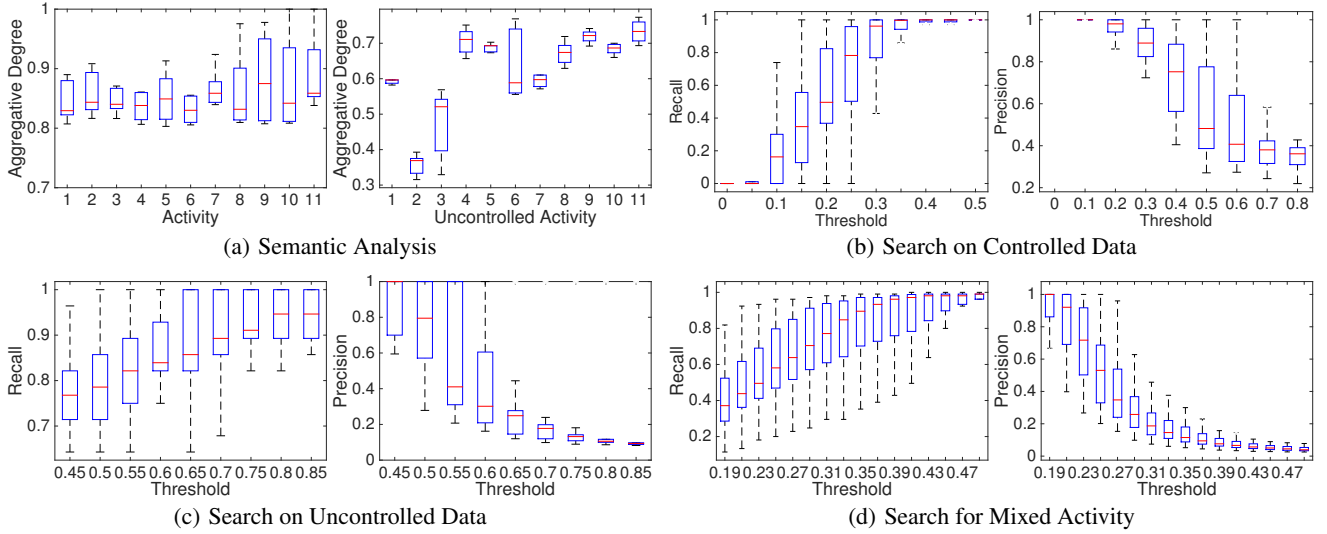 Aggregative Degree
1
0.9
0.8
0.7
1 2 3 4 5 6 7 8 9 10 11
Activity
Aggregative Degree
0.7
0.6
0.5
0.4
0.3
1 2 3 4 5 6 7 8 9 10 11
Uncontrolled Activity
(a) Semantic Analysis
Recall
1
0.8
0.6
0.4
0.2
0
0 0.1 0.2 0.3 0.4 0.5
Threshold
Precision
1
0.8
0.6
0.4
0.2
0 0.1 0.2 0.3 0.4 0.5 0.6 0.7 0.8
Threshold
(b) Search on Controlled Data
Recall
1
0.9
0.8
0.7
0.45 0.5 0.55 0.6 0.65 0.7 0.75 0.8 0.85
Threshold
Precision
1
0.8
0.6
0.4
0.2
0
0.45 0.5 0.55 0.6 0.65 0.7 0.75 0.8 0.85
Threshold
(c) Search on Uncontrolled Data
Recall
1
0.8
0.6
0.4
0.2
0.19 0.23 0.27 0.31 0.35 0.39 0.43 0.47
Threshold
Precision
1
0.8
0.6
0.4
0.2
0
0.19 0.23 0.27 0.31 0.35 0.39 0.43 0.47
Threshold
(d) Search for Mixed Activity